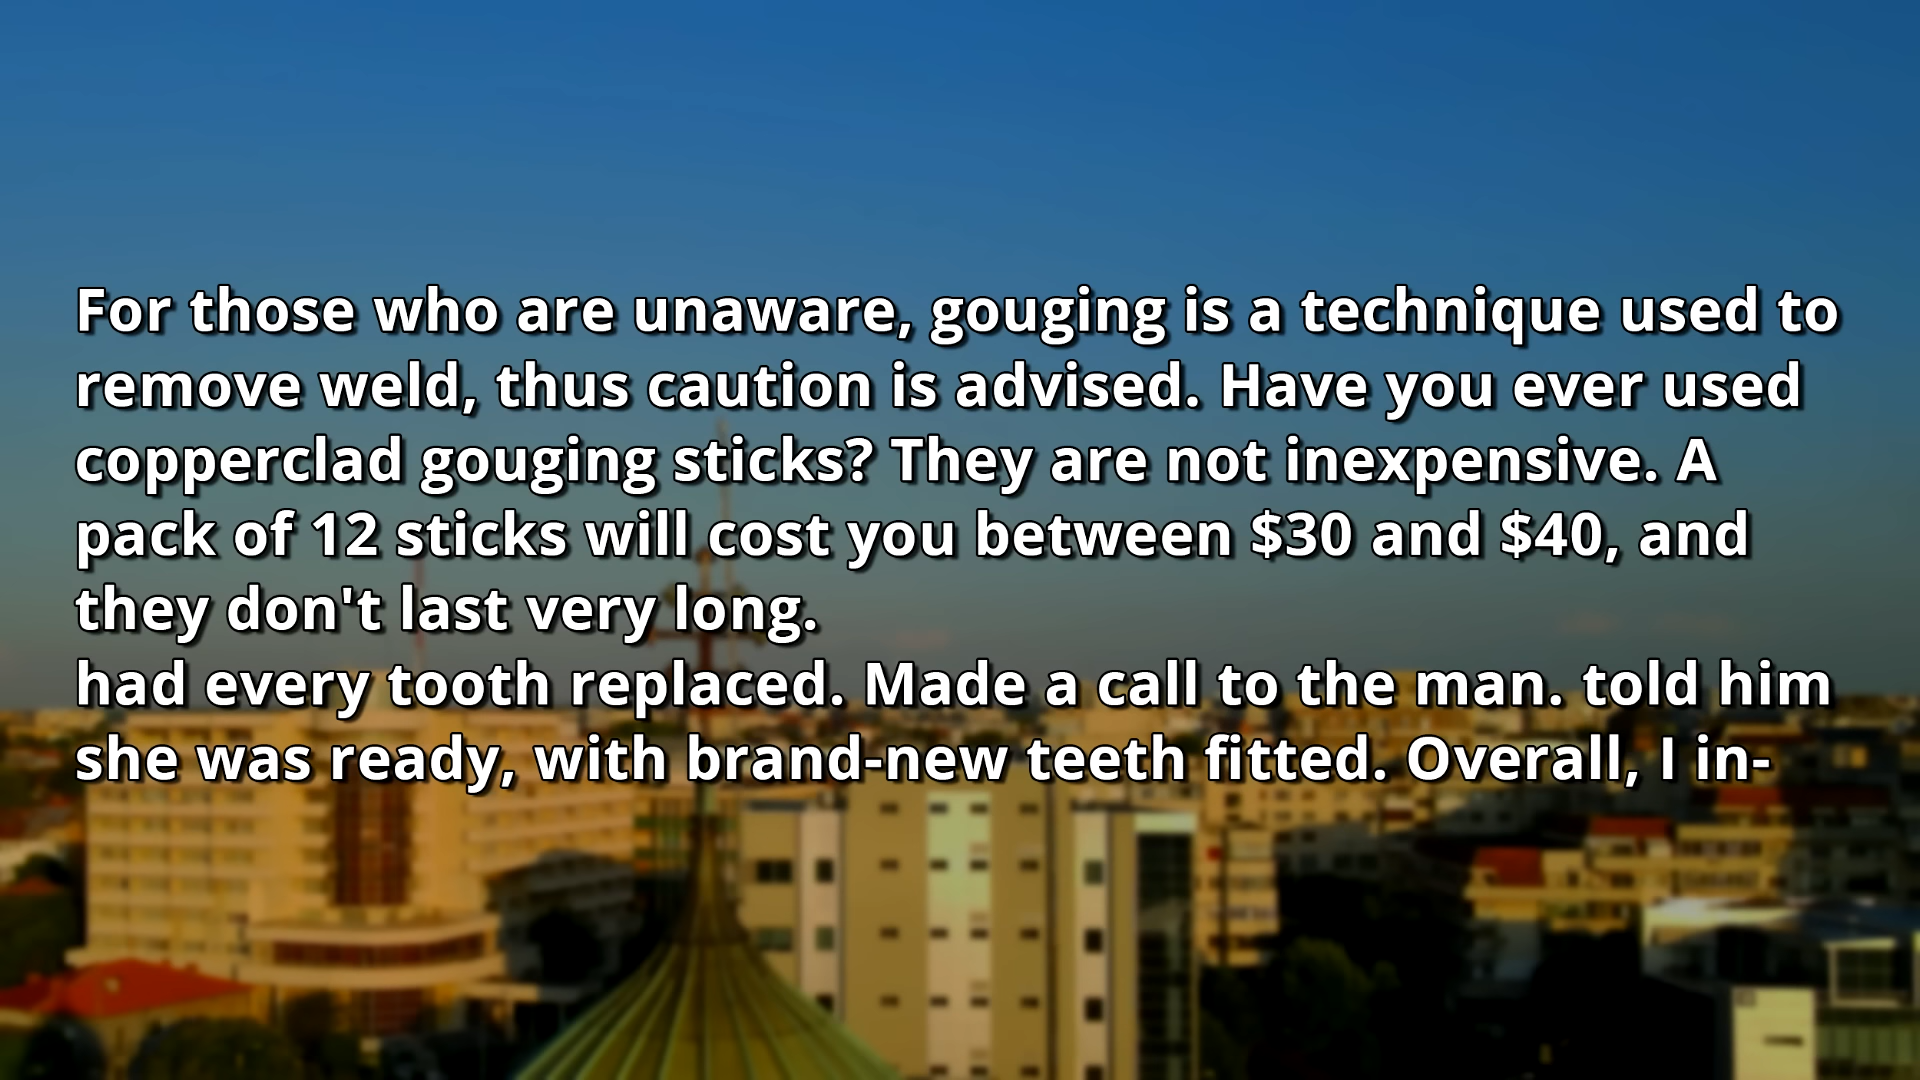 For those who are unaware, gouging is a technique used to
remove weld, thus caution is advised. Have you ever used
copperclad gouging sticks? They are not inexpensive. A
pack of 12 sticks will cost you between $30 and $40, and
they don't last very long.
had every tooth replaced. Made a call to the man. told him
she was ready, with brand-new teeth fitted. Overall, I in-